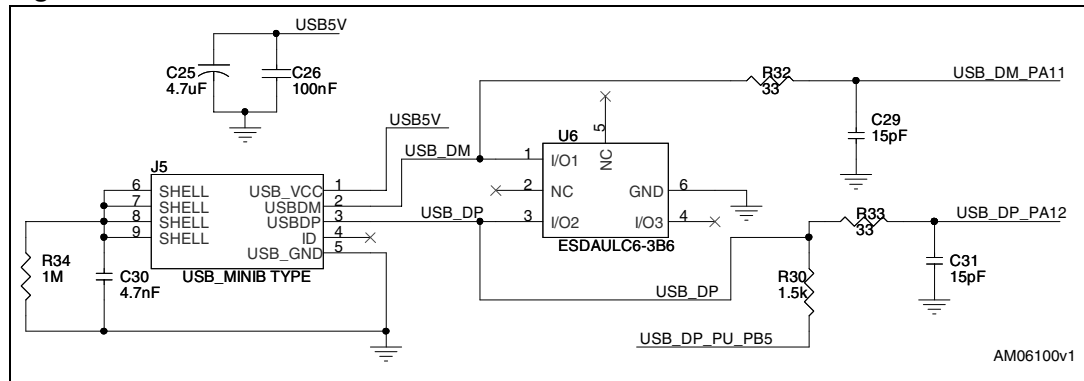 USB5V
C25
4.7uF
C26
100nF
R32
33
USB_DM_PA11
C29
15pF
USB5V
U6
5
NC
USB_DM
1
I/O1
2
NC
GND
6
USB_DP
3
I/O2
I/O3
4
ESDAULC6-3B6
J5
6
SHELL
USB_VCC
1
7
SHELL
USBDM
2
8
SHELL
USBDP
3
9
SHELL
ID
4
USB_GND
5
USB_MINIB TYPE
R34
1M
C30
4.7nF
R33
33
USB_DP_PA12
C31
15pF
R30
1.5k
USB_DP
USB_DP_PU_PB5
AM06100v1